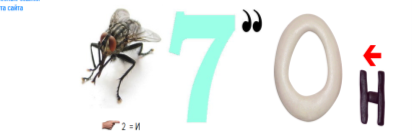 та сайта
7 ,, О Н
2 = И